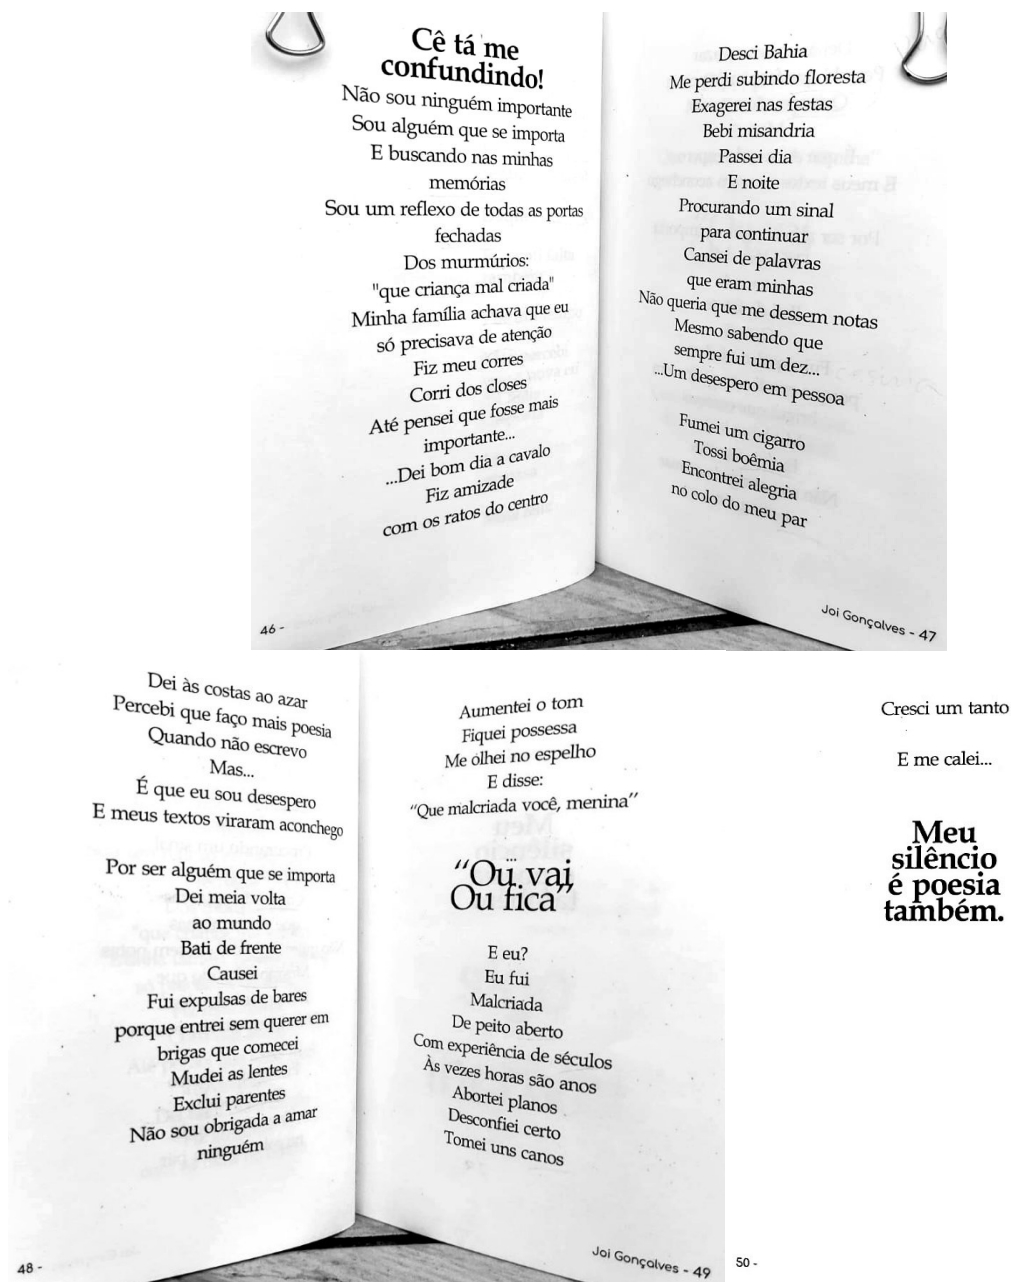 Cê tá me
confundindo!
Não sou ninguém importante
Sou alguém que se importa
E buscando nas minhas
memórias
Sou um reflexo de todas as portas
fechadas
Dos murmúrios:
"que criança mal criada"
Minha família achava que eu
só precisava de atenção
Fiz meu corres
Corri dos closes
Até pensei que fosse mais
importante...
...Dei bom dia a cavalo
Fiz amizade
com os ratos do centro
46 -
Desci Bahia
Me perdi subindo floresta
Exagerei nas festas
Bebi misandria
Passei dia
E noite
Procurando um sinal
para continuar
Cansei de palavras
que eram minhas
Não queria que me dessem notas
Mesmo sabendo que
sempre fui um dez...
...Um desespero em pessoa
Fumei um cigarro
Tossi boêmia
Encontrei alegria
no colo do meu par
Joi Gonçalves - 47
Dei às costas ao azar
Percebi que faço mais poesia
Quando não escrevo
Mas...
É que eu sou desespero
E meus textos viraram aconchego
Por ser alguém que se importa
Dei meia volta
ao mundo
Bati de frente
Causei
Fui expulsas de bares
porque entrei sem querer em
brigas que comecei
Mudei as lentes
Exclui parentes
Não sou obrigada a amar
ninguém
48 -
Aumentei o tom
Fiquei possessa
Me olhei no espelho
E disse:
“Que malcriada você, menina”
...
“Ou vai
Ou fica”
E eu?
Eu fui
Malcriada
De peito aberto
Com experiência de séculos
Às vezes horas são anos
Abortei planos
Desconfiei certo
Tomei uns canos
Joi Gonçalves - 49
Cresci um tanto
E me calei...
Meu
silêncio
é poesia
também.
50 -